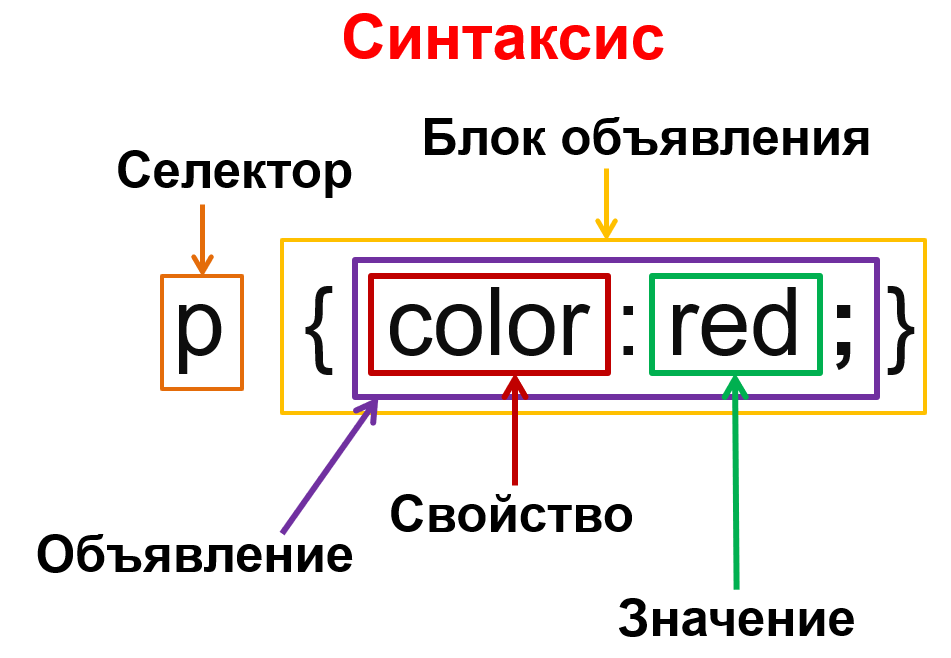 Синтаксис
Блок объявления
Селектор
p { color : red ; }
Свойство
Объявление
Значение